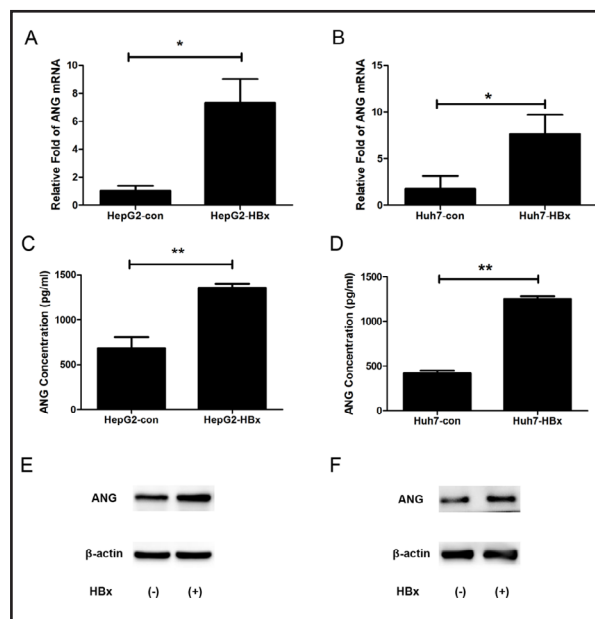 A
Relative Fold of ANG mRNA
10
8
6
4
2
0
*
HepG2-con
HepG2-HBx
B
Relative Fold of ANG mRNA
15
10
5
0
*
Huh7-con
Huh7-HBx
C
ANG Concentration (pg/ml)
1500
1000
500
0
**
HepG2-con
HepG2-HBx
D
ANG Concentration (pg/ml)
1500
1000
500
0
**
Huh7-con
Huh7-HBx
E
ANG
β-actin
HBx (-) (+)
F
ANG
β-actin
HBx (-) (+)